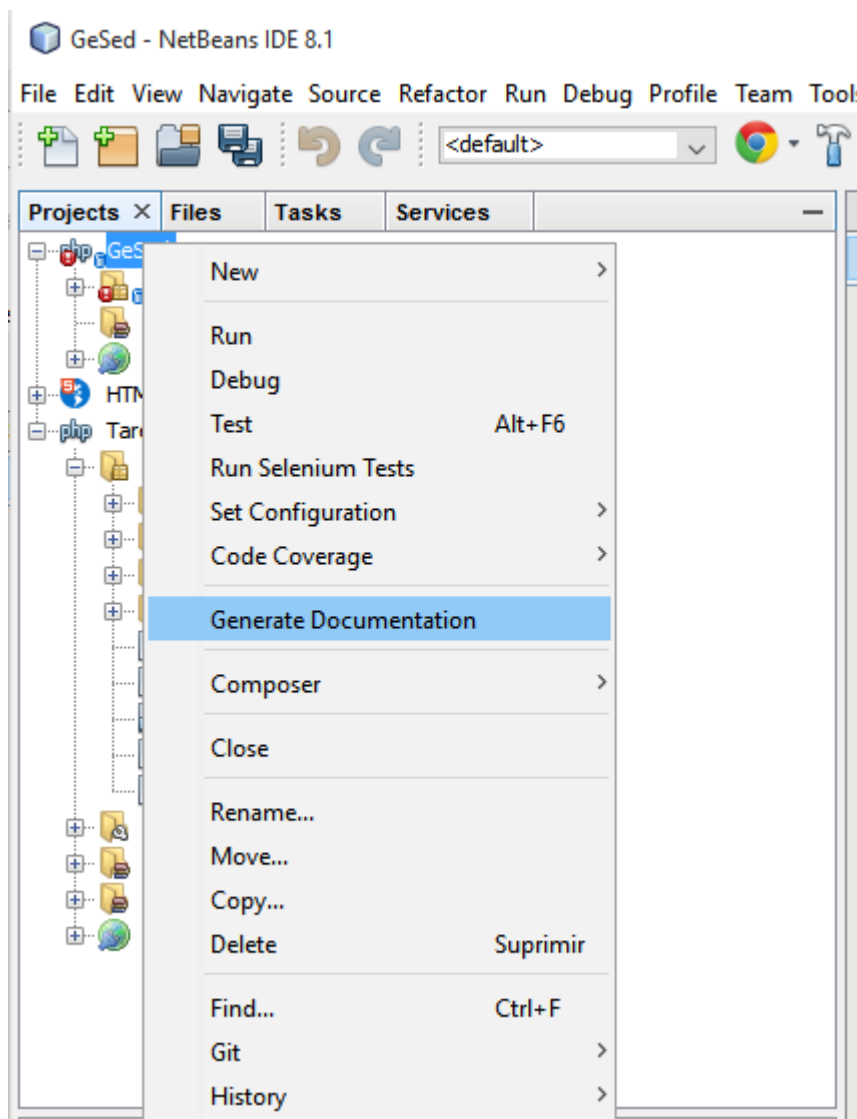 GeSed - NetBeans IDE 8.1
File Edit View Navigate Source Refactor Run Debug Profile Team
<default>
Projects Files Tasks Services
php
New
Run
Debug
Test Alt+F6
php
Run Selenium Tests
Set Configuration
Code Coverage
Generate Documentation
Composer
Close
Rename...
Move...
Copy...
Delete Suprimir
Find... Ctrl+F
Git
History